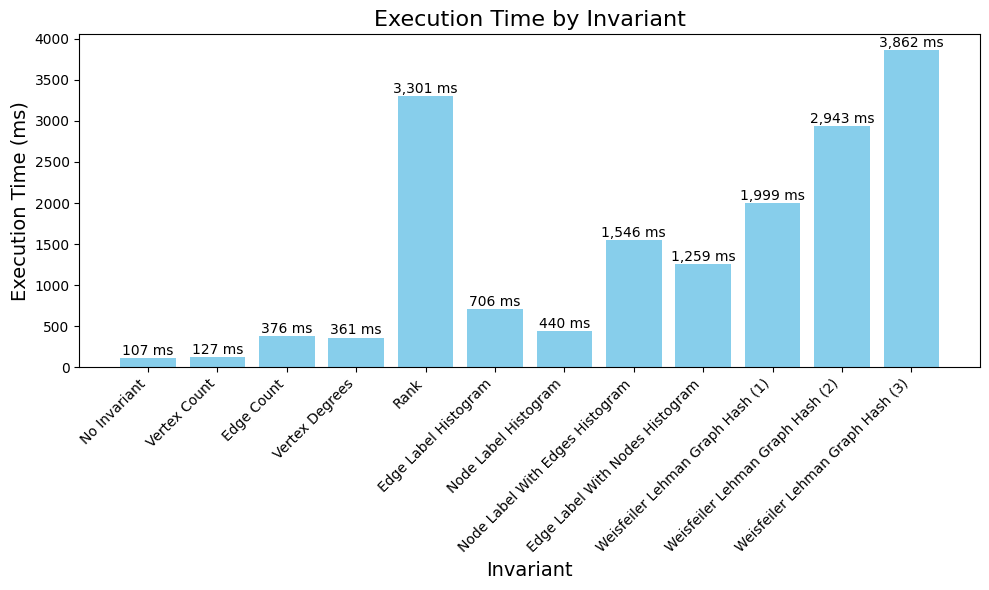 Execution Time by Invariant
Execution Time (ms)
4000
3500
3000
2500
2000
1500
1000
500
0
107 ms
127 ms
376 ms
361 ms
3,301 ms
706 ms
440 ms
1,546 ms
1,259 ms
1,999 ms
2,943 ms
3,862 ms
No Invariant
Vertex Count
Edge Count
Vertex Degrees
Rank
Edge Label Histogram
Node Label Histogram
Node Label With Edges Histogram
Edge Label With Nodes Histogram
Weisfeiler Lehman Graph Hash (1)
Weisfeiler Lehman Graph Hash (2)
Weisfeiler Lehman Graph Hash (3)
Invariant